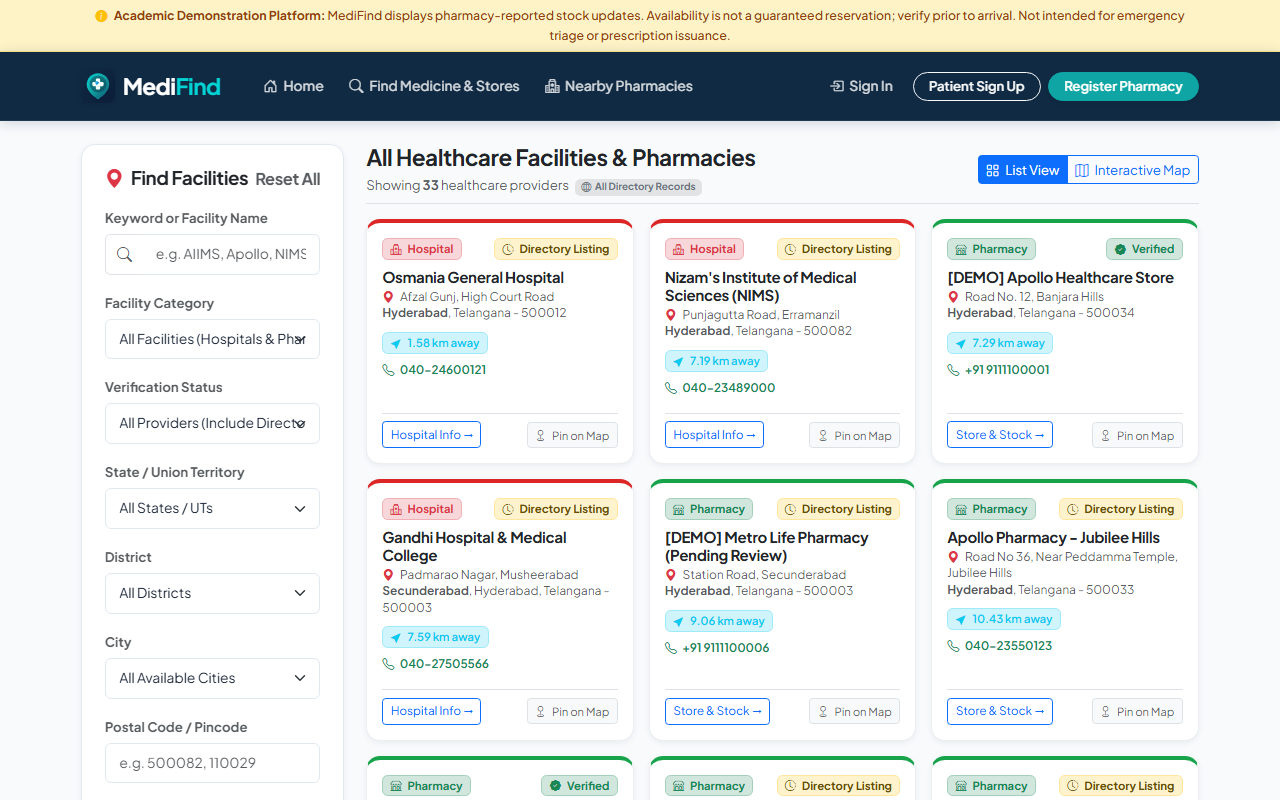 Academic Demonstration Platform: MediFind displays pharmacy-reported stock updates. Availability is not a guaranteed reservation; verify prior to arrival. Not intended for emergency
triage or prescription issuance.
MediFind
Home
Find Medicine & Stores
Nearby Pharmacies
Sign In
Patient Sign Up
Register Pharmacy
Find Facilities
Reset All
Keyword or Facility Name
e.g. AIIMS, Apollo, NIMS
Facility Category
All Facilities (Hospitals & Phar
Verification Status
All Providers (Include Directo
State / Union Territory
All States / UTs
District
All Districts
City
All Available Cities
Postal Code / Pincode
e.g. 500082, 110029
All Healthcare Facilities & Pharmacies
Showing 33 healthcare providers
All Directory Records
List View
Interactive Map
Hospital
Directory Listing
Osmania General Hospital
Afzal Gunj, High Court Road
Hyderabad, Telangana - 500012
1.58 km away
040-24600121
Hospital Info →
Pin on Map
Hospital
Directory Listing
Nizam's Institute of Medical
Sciences (NIMS)
Punjagutta Road, Erramanzil
Hyderabad, Telangana - 500082
7.19 km away
040-23489000
Hospital Info →
Pin on Map
Pharmacy
Verified
[DEMO] Apollo Healthcare Store
Road No. 12, Banjara Hills
Hyderabad, Telangana - 500034
7.29 km away
+91 9111100001
Store & Stock →
Pin on Map
Hospital
Directory Listing
Gandhi Hospital & Medical
College
Padmarao Nagar, Musheerabad
Secunderabad, Hyderabad, Telangana -
500003
7.59 km away
040-27505566
Hospital Info →
Pin on Map
Pharmacy
Directory Listing
[DEMO] Metro Life Pharmacy
(Pending Review)
Station Road, Secunderabad
Hyderabad, Telangana - 500003
9.06 km away
+91 9111100006
Store & Stock →
Pin on Map
Pharmacy
Directory Listing
Apollo Pharmacy - Jubilee Hills
Road No 36, Near Peddamma Temple,
Jubilee Hills
Hyderabad, Telangana - 500033
10.43 km away
040-23550123
Store & Stock →
Pin on Map
Pharmacy
Verified
Pharmacy
Directory Listing
Pharmacy
Directory Listing